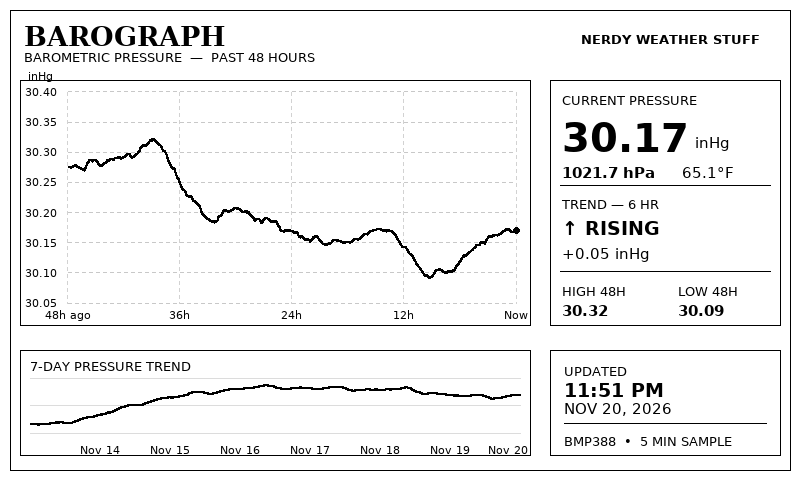 BAROGRAPH
NERDY WEATHER STUFF
BAROMETRIC PRESSURE — PAST 48 HOURS
inHg
30.40
30.35
30.30
30.25
30.20
30.15
30.10
30.05
48h ago 36h 24h 12h Now
CURRENT PRESSURE
30.17 inHg
1021.7 hPa 65.1°F
TREND — 6 HR
↑ RISING
+0.05 inHg
HIGH 48H LOW 48H
30.32 30.09
7-DAY PRESSURE TREND
Nov 14 Nov 15 Nov 16 Nov 17 Nov 18 Nov 19 Nov 20
UPDATED
11:51 PM
NOV 20, 2026
BMP388 • 5 MIN SAMPLE